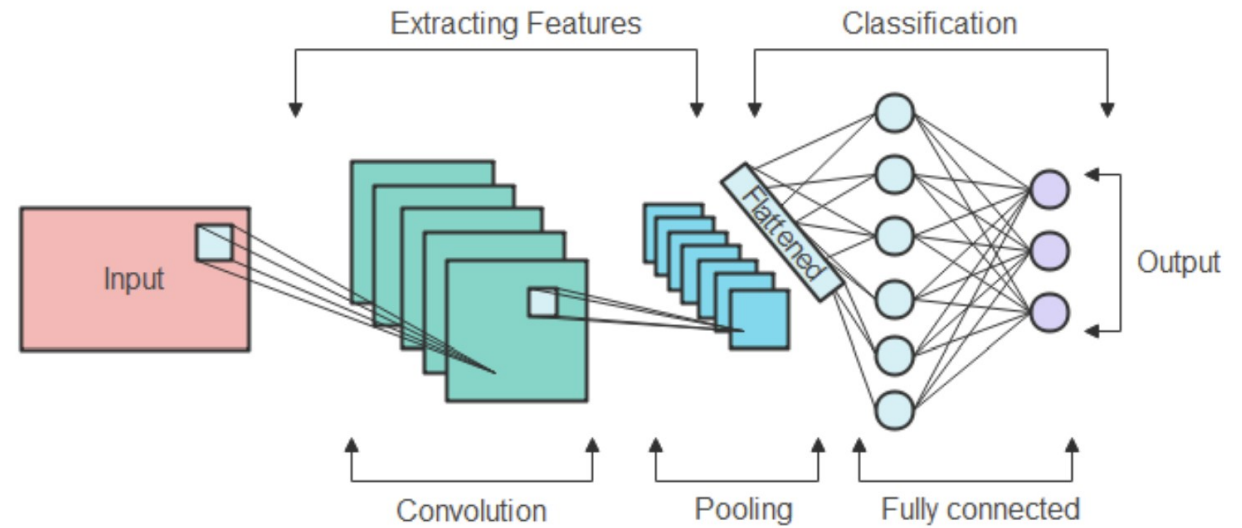 Extracting Features
Classification
Input
Flattened
Output
Convolution
Pooling
Fully connected